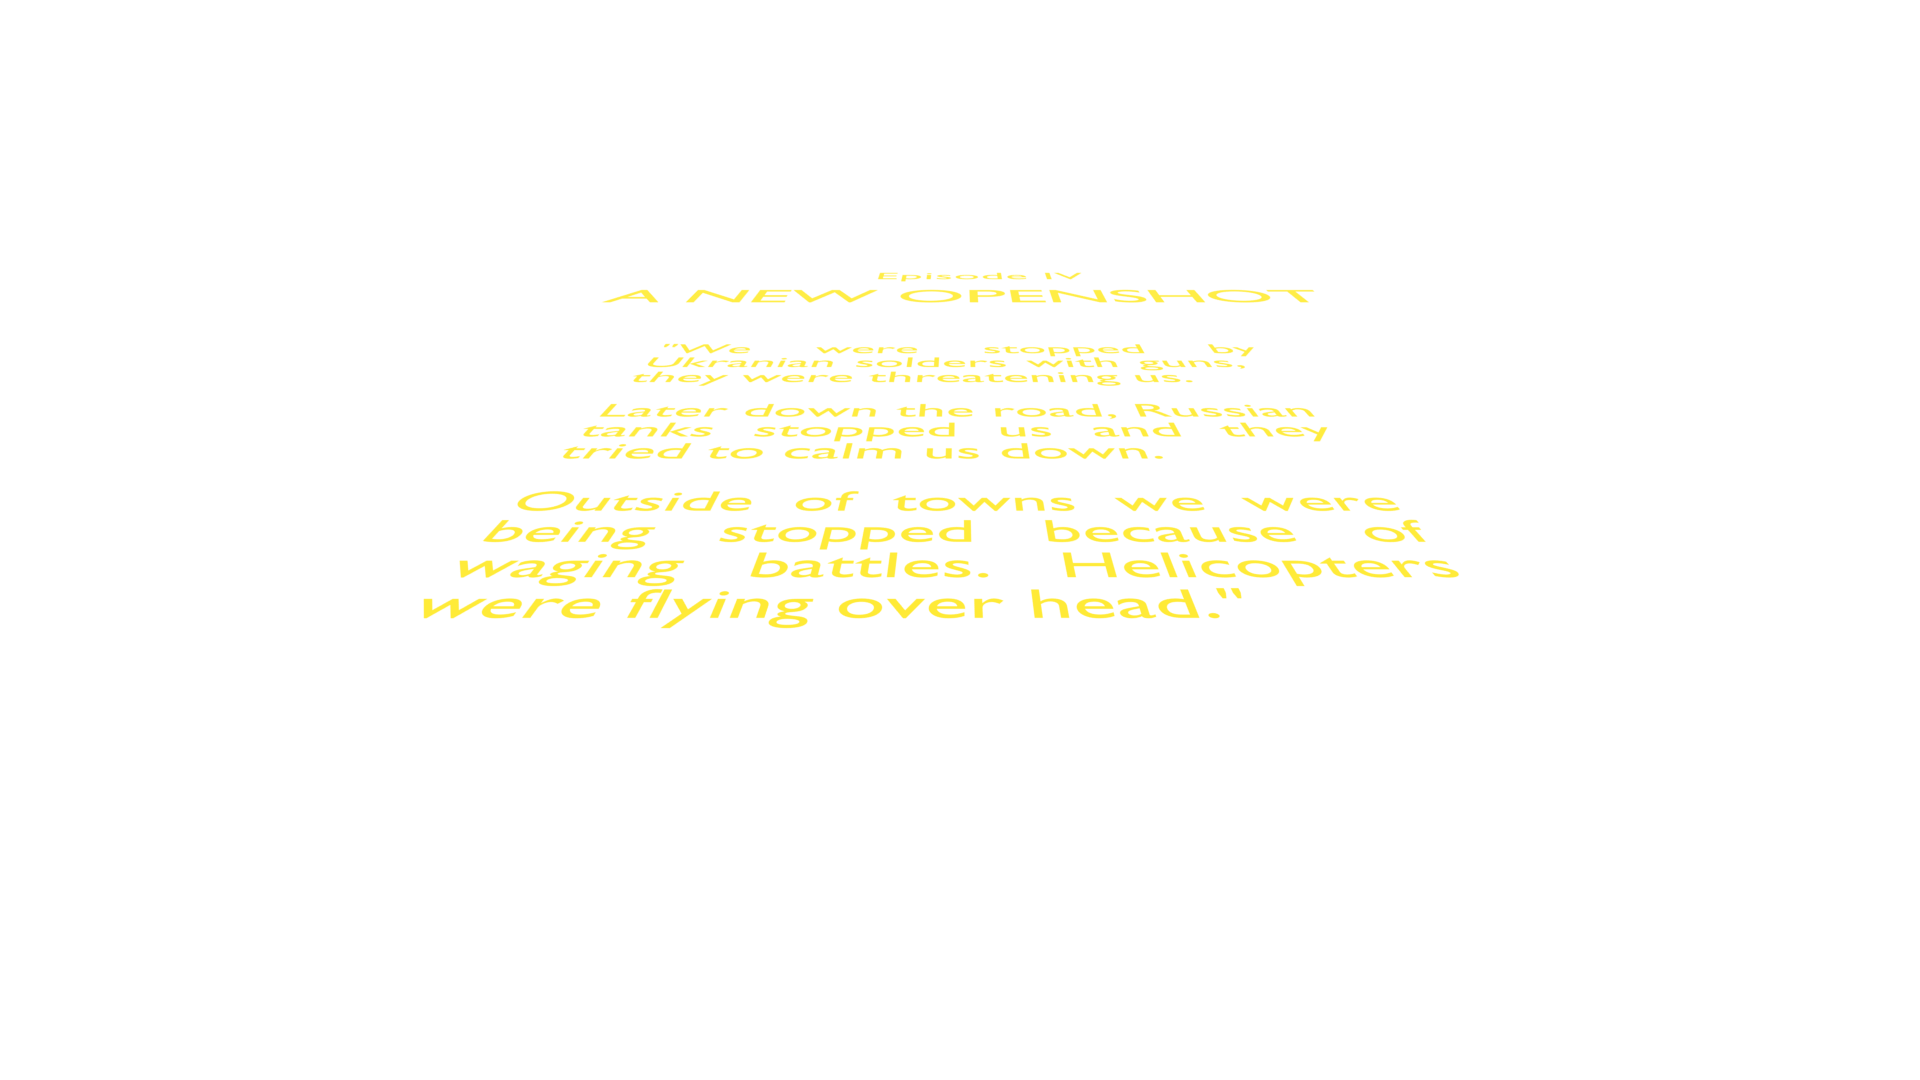 Episode IV
A NEW OPENSHOT
"We were stopped by
Ukranian solders with guns,
they were threatening us.
Later down the road, Russian
tanks stopped us and they
tried to calm us down.
Outside of towns we were
being stopped because of
waging battles. Helicopters
were flying over head."